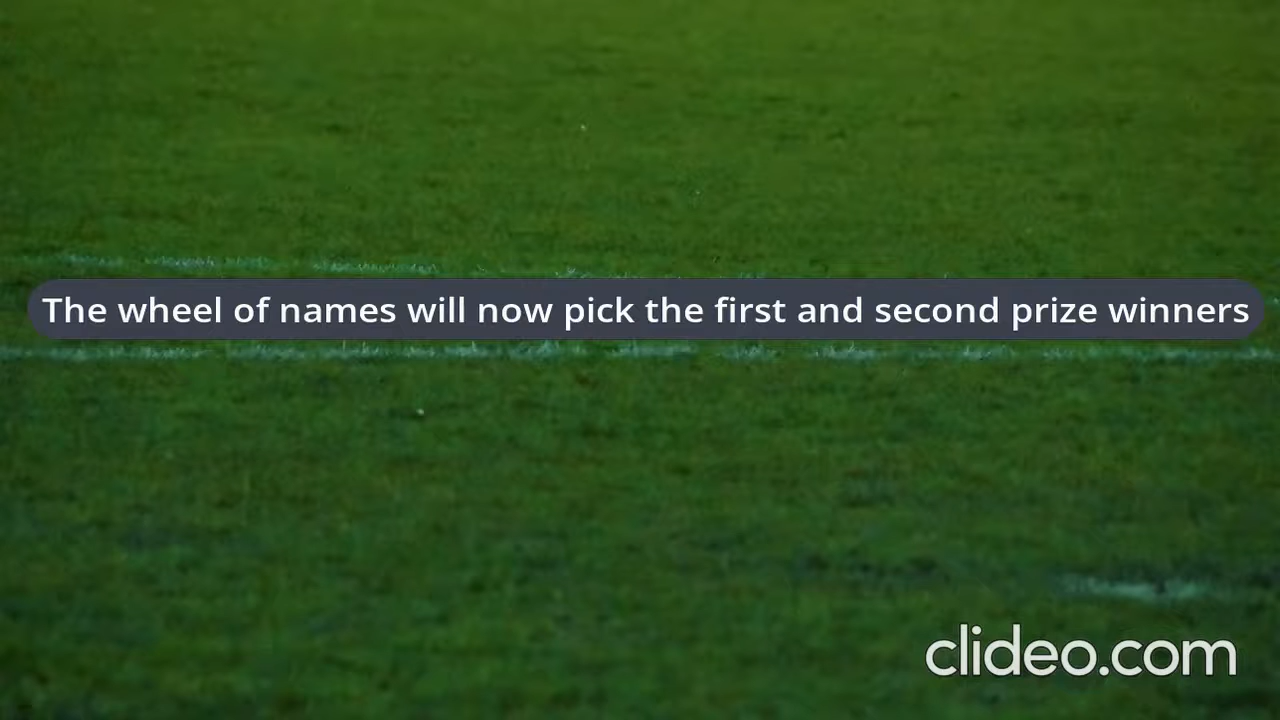 The wheel of names will now pick the first and second prize winners
clideo.com